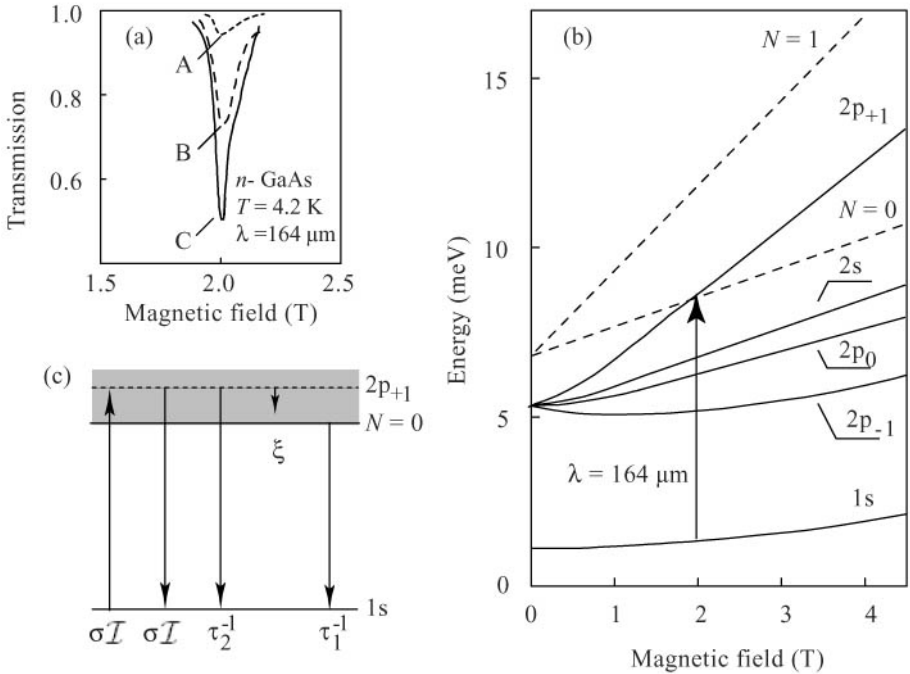 (a)
Transmission
1.0
0.8
0.6
0.4
A
B
C
n- GaAs
T = 4.2 K
λ =164 μm
1.5
2.0
2.5
Magnetic field (T)
(c)
2p+1
N = 0
ξ
1s
σI
σI
τ2-1
τ1-1
(b)
Energy (meV)
15
10
5
0
N = 1
2p+1
N = 0
2s
2p0
2p-1
λ = 164 μm
1s
0
1
2
3
4
Magnetic field (T)